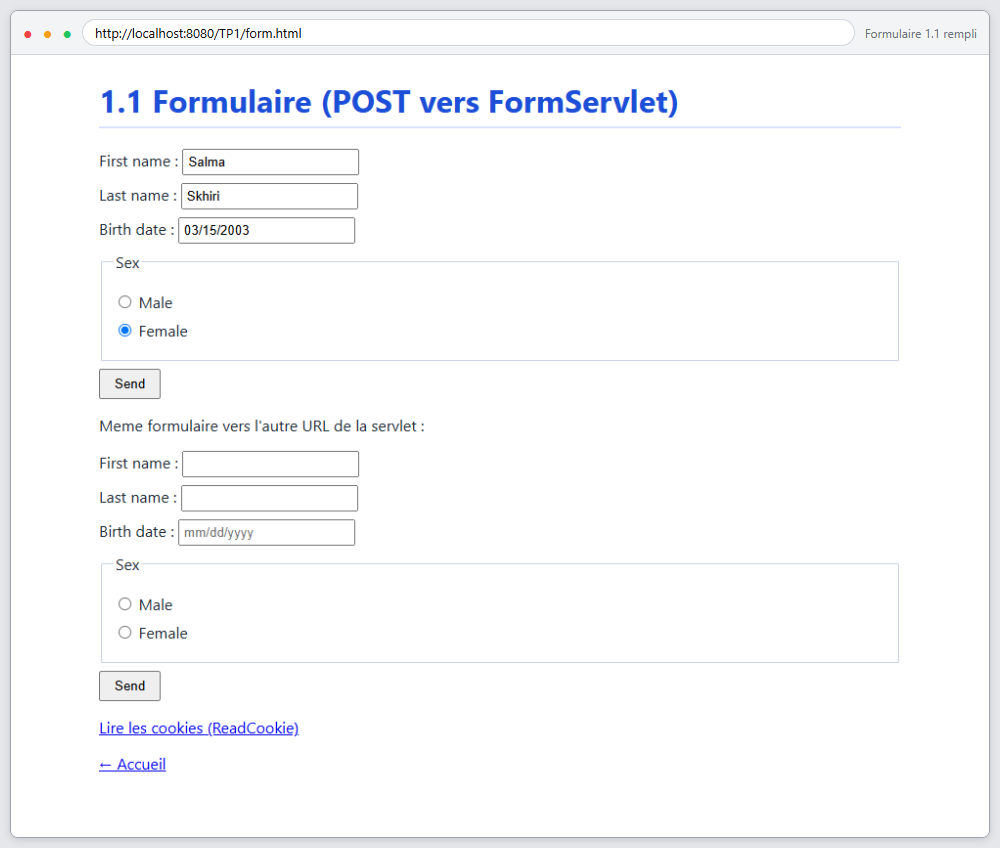 http://localhost:8080/TP1/form.html
Formulaire 1.1 rempli
1.1 Formulaire (POST vers FormServlet)
First name : Salma
Last name : Skhiri
Birth date : 03/15/2003
Sex
Male
Female
Send
Meme formulaire vers l'autre URL de la servlet :
First name :
Last name :
Birth date : mm/dd/yyyy
Sex
Male
Female
Send
Lire les cookies (ReadCookie)
← Accueil